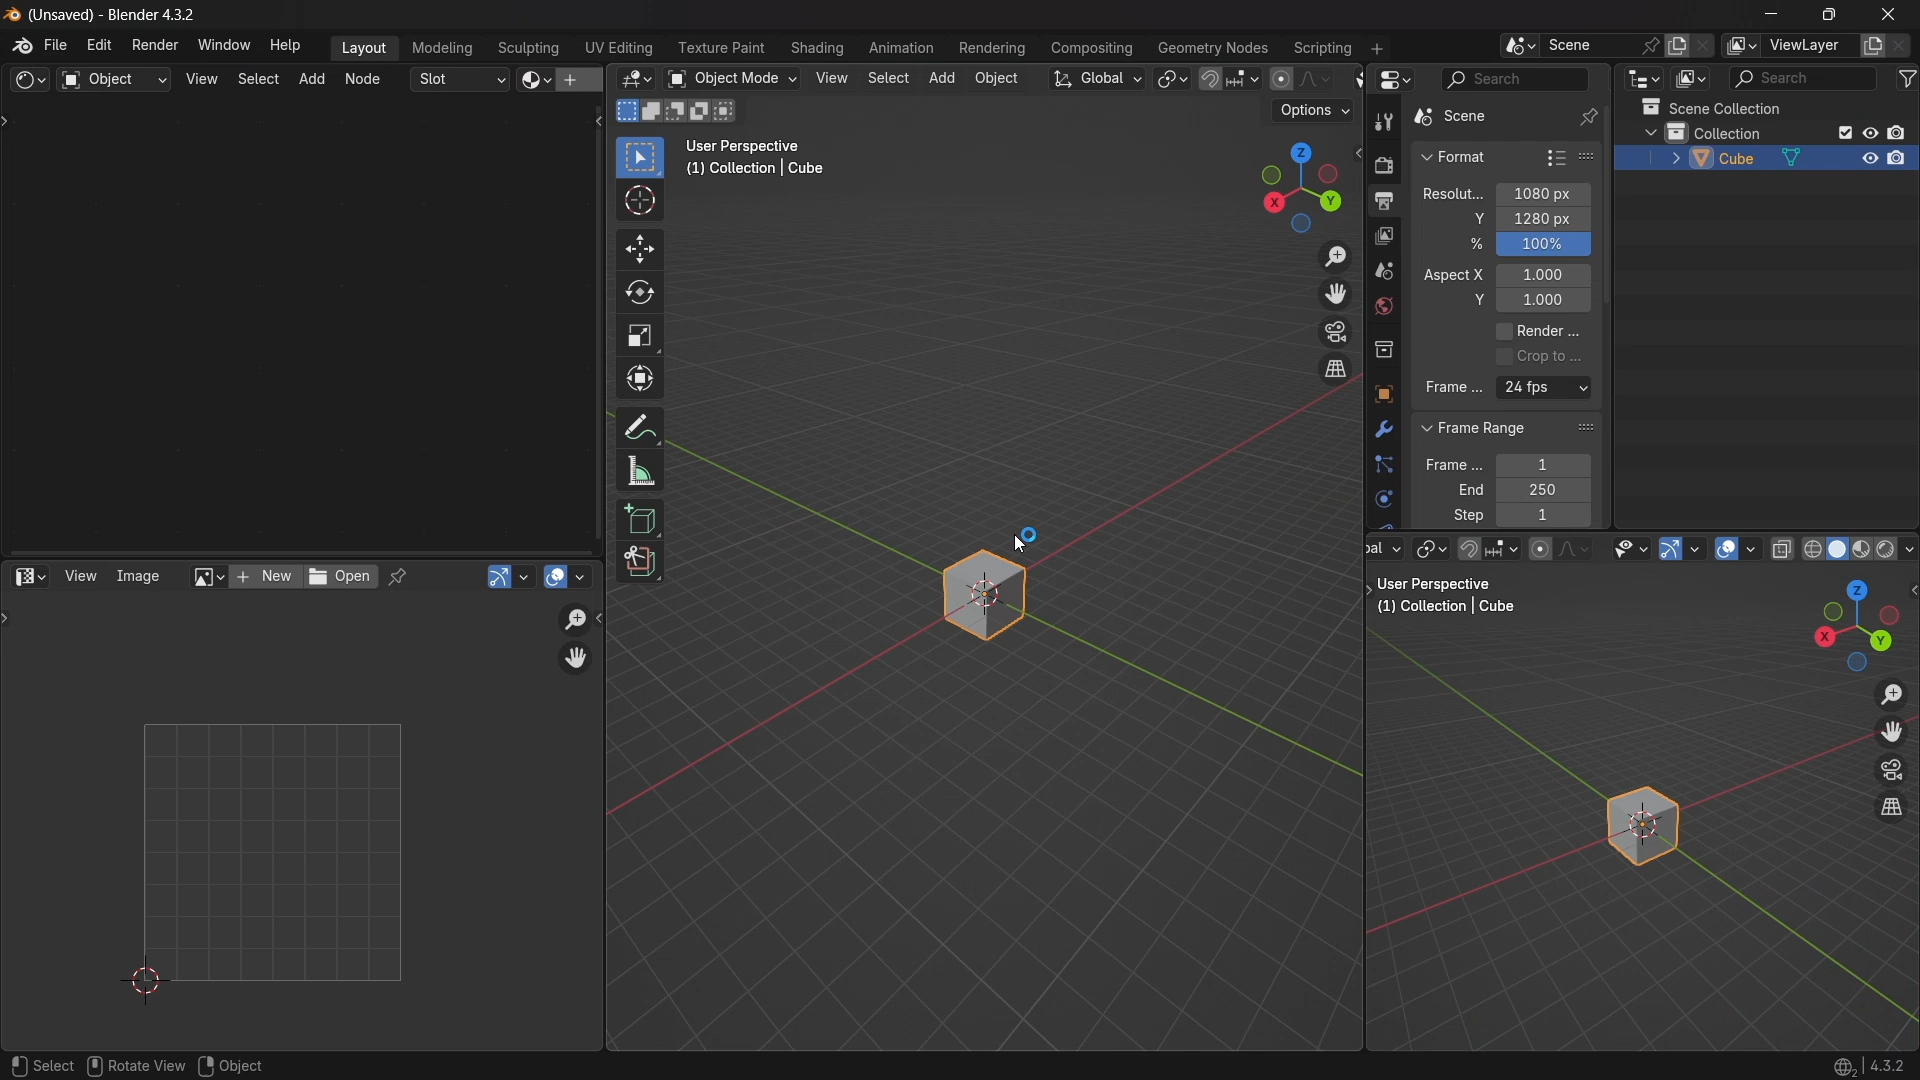 (Unsaved) - Blender 4.3.2
File Edit Render Window Help Layout Modeling Sculpting UV Editing Texture Paint Shading Animation Rendering Compositing Geometry Nodes Scripting + Scene ViewLayer
Object View Select Add Node Slot
Object Mode View Select Add Object Global
Options
User Perspective
(1) Collection | Cube
Z
X
Y
Search
Scene
Format
Resolut... 1080 px
Y 1280 px
% 100%
Aspect X 1.000
Y 1.000
Render ...
Crop to ...
Frame ... 24 fps
Frame Range
Frame ... 1
End 250
Step 1
Search
Scene Collection
Collection
Cube
View Image New Open
bal
User Perspective
(1) Collection | Cube
Z
X
Y
Select Rotate View Object
2 4.3.2